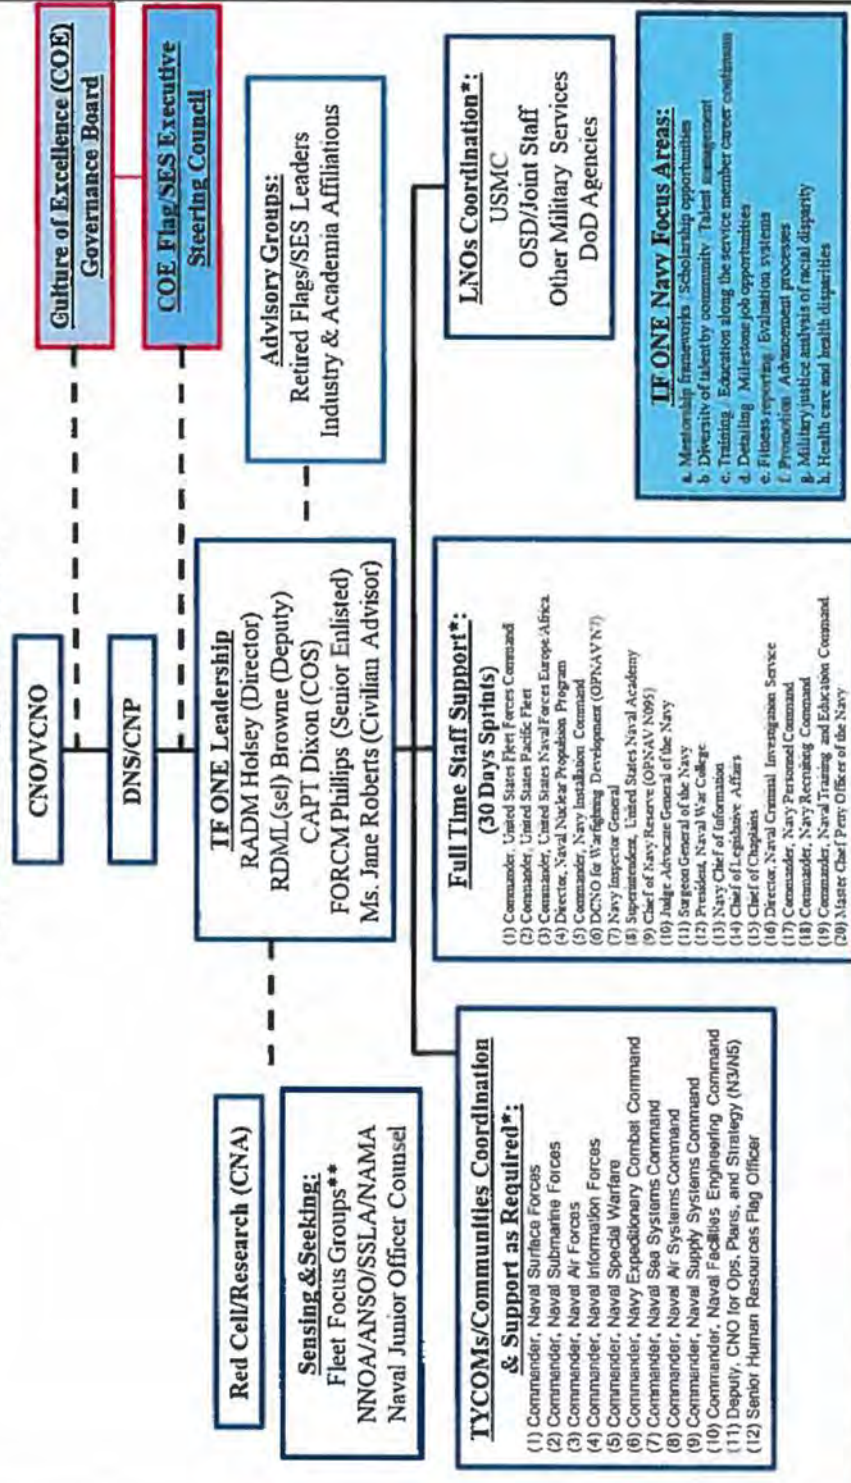 CNO/VCNO
Gulture of Excellence (COE)
Governance Board
DNS/CNP
COE Flag/SES Executive
Steering Council
Red Cell/Research (CNA)
TF ONE Leadership
RADM Holsey (Director)
RDML(sel) Browne (Deputy)
CAPT Dixon (COS)
FORCM Phillips (Senior Enlisted)
Ms. Jane Roberts (Civilian Advisor)
Advisory Groups:
Retired Flags/SES Leaders
Industry & Academia Affiliations
Sensing &Seeking:
Fleet Focus Groups**
NNOA/ANSO/SSLA/NAMA
Naval Junior Officer Counsel
TYCOMs/Communities Coordination
& Support as Required*:
(1) Commander, Naval Surface Forces
(2) Commander, Naval Submarine Forces
(3) Commander, Naval Air Forces
(4) Commander, Naval Information Forces
(5) Commander, Naval Special Warfare
(6) Commander, Navy Expeditionary Combat Command
(7) Commander, Naval Sea Systems Command
(8) Commander, Naval Air Systems Command
(9) Commander, Naval Supply Systems Command
(10) Commander, Naval Facilities Engineering Command
(11) Deputy, CNO for Ops, Plans, and Strategy (N3/N5)
(12) Senior Human Resources Flag Officer
Full Time Staff Support*:
(30 Days Sprints)
(1) Commander, United States Fleet Forces Command
(2) Commander, United States Pacific Fleet
(3) Commander, United States Naval Forces Europe/Africa
(4) Director, Naval Nuclear Propulsion Program
(5) Commander, Navy Installation Command
(6) DCNO for Warfighting Development (OPNAV N7)
(7) Navy Inspector General
(8) Superintendent, United States Naval Academy
(9) Chief of Navy Reserve (OPNAV N095)
(10) Judge Advocate General of the Navy
(11) Surgeon General of the Navy
(12) President, Naval War College
(13) Navy Chief of Information
(14) Chief of Legislative Affairs
(15) Chief of Chaplains
(16) Director, Naval Criminal Investigation Service
(17) Commander, Navy Personnel Command
(18) Commander, Navy Recruiting Command
(19) Commander, Naval Training and Education Command
(20) Master Chief Petty Officer of the Navy
LNOs Coordination*:
USMC
OSD/Joint Staff
Other Military Services
DoD Agencies
TF ONE Navy Focus Areas:
a. Mentorship frameworks / Scholarship opportunities
b. Diversity of talent by community / Talent management
c. Training / Education along the service member career continuum
d. Detailing / Milestone job opportunities
e. Fitness reporting / Evaluation systems
f. Promotion / Advancement processes
g. Military justice analysis of racial disparity
h. Health care and health disparities